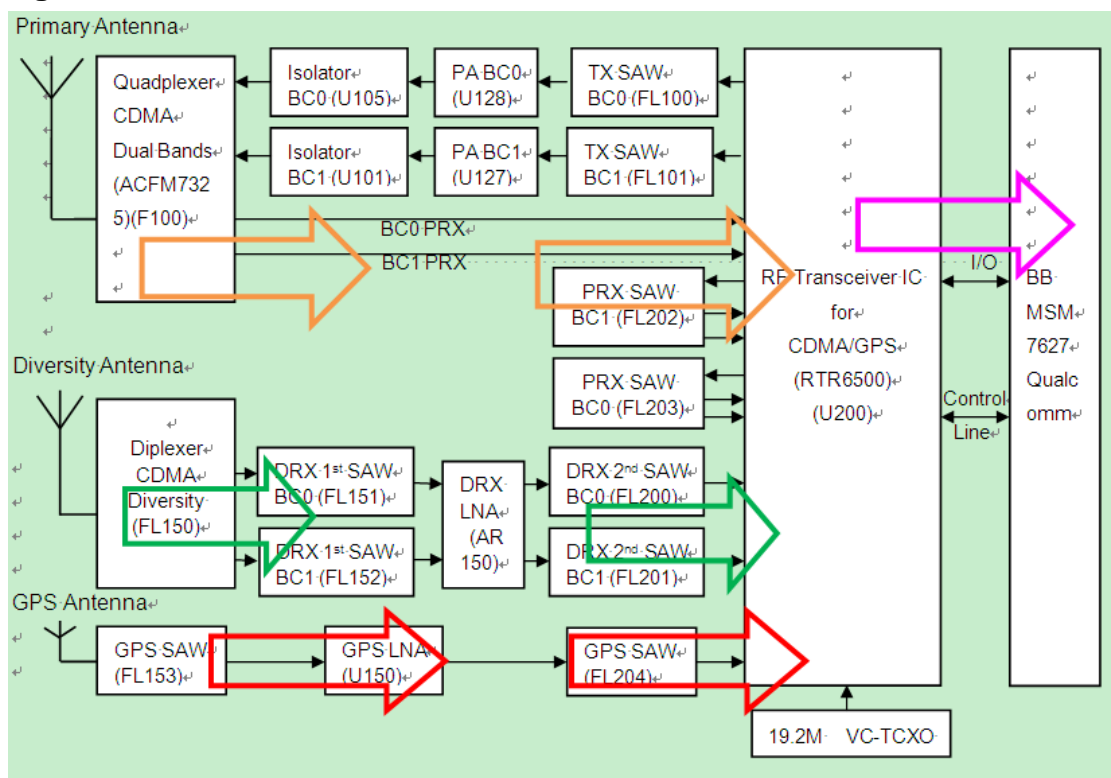 Primary Antenna
Quadplexer
CDMA
Dual Bands
(ACFM732
5)(F100)
Isolator
BC0 (U105)
PA BC0
(U128)
TX SAW
BC0 (FL100)
Isolator
BC1 (U101)
PA BC1
(U127)
TX SAW
BC1 (FL101)
BC0 PRX
BC1 PRX
PRX SAW
BC1 (FL202)
PRX SAW
BC0 (FL203)
RF Transceiver IC
for
CDMA/GPS
(RTR6500)
(U200)
I/O
Control
Line
BB
MSM
7627
Qualc
omm
Diversity Antenna
Diplexer
CDMA
Diversity
(FL150)
DRX 1st SAW
BC0 (FL151)
DRX 1st SAW
BC1 (FL152)
DRX
LNA
(AR
150)
DRX 2nd SAW
BC0 (FL200)
DRX 2nd SAW
BC1 (FL201)
GPS Antenna
GPS SAW
(FL153)
GPS LNA
(U150)
GPS SAW
(FL204)
19.2M VC-TCXO